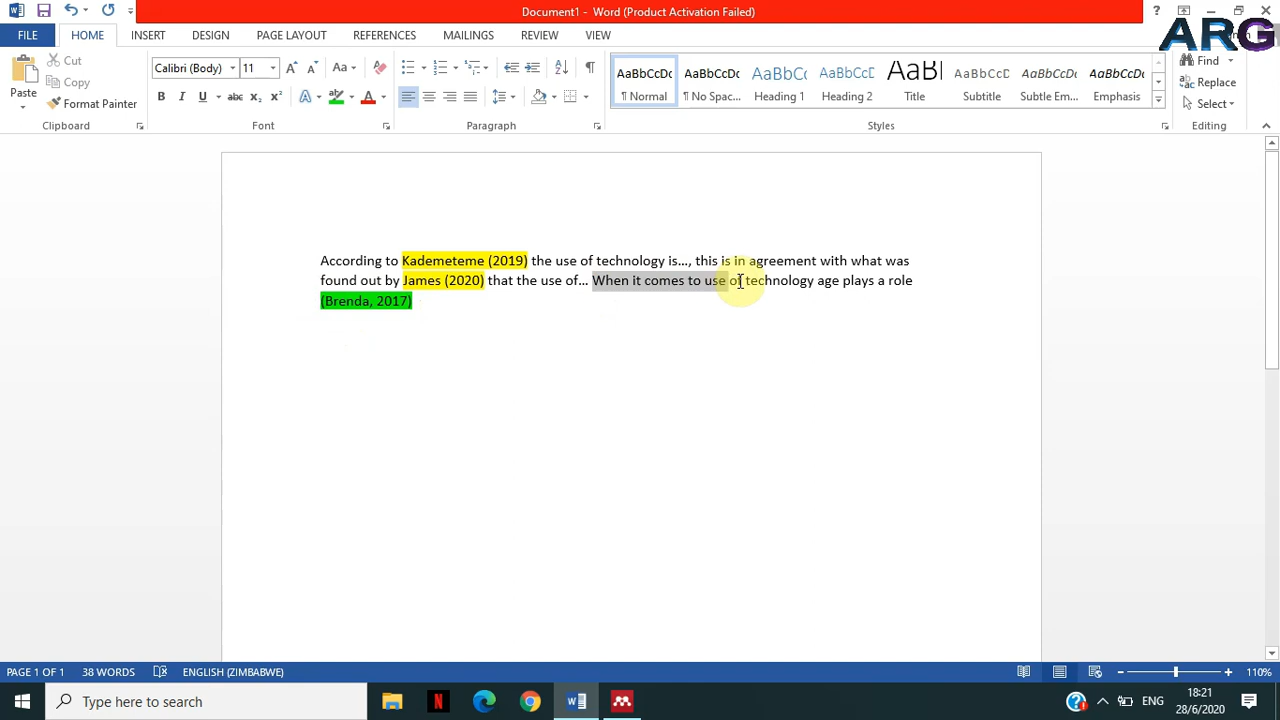 Document1 - Word (Product Activation Failed)
ARG
FILE HOME INSERT DESIGN PAGE LAYOUT REFERENCES MAILINGS REVIEW VIEW
Paste
Cut
Copy
Format Painter
Clipboard
Calibri (Body) 11
Font
Paragraph
AaBbCcDc AaBbCcDc AaBbCc AaBbCcD AaBl AaBbCcD AaBbCcDc AaBbCcDc
¶ Normal ¶ No Spac... Heading 1 Heading 2 Title Subtitle Subtle Em... Emphasis
Styles
Find
Replace
Select
Editing
According to Kademeteme (2019) the use of technology is…, this is in agreement with what was
found out by James (2020) that the use of… When it comes to use of technology age plays a role
(Brenda, 2017)
PAGE 1 OF 1 38 WORDS ENGLISH (ZIMBABWE) 110%
Type here to search
ENG
18:21
28/6/2020